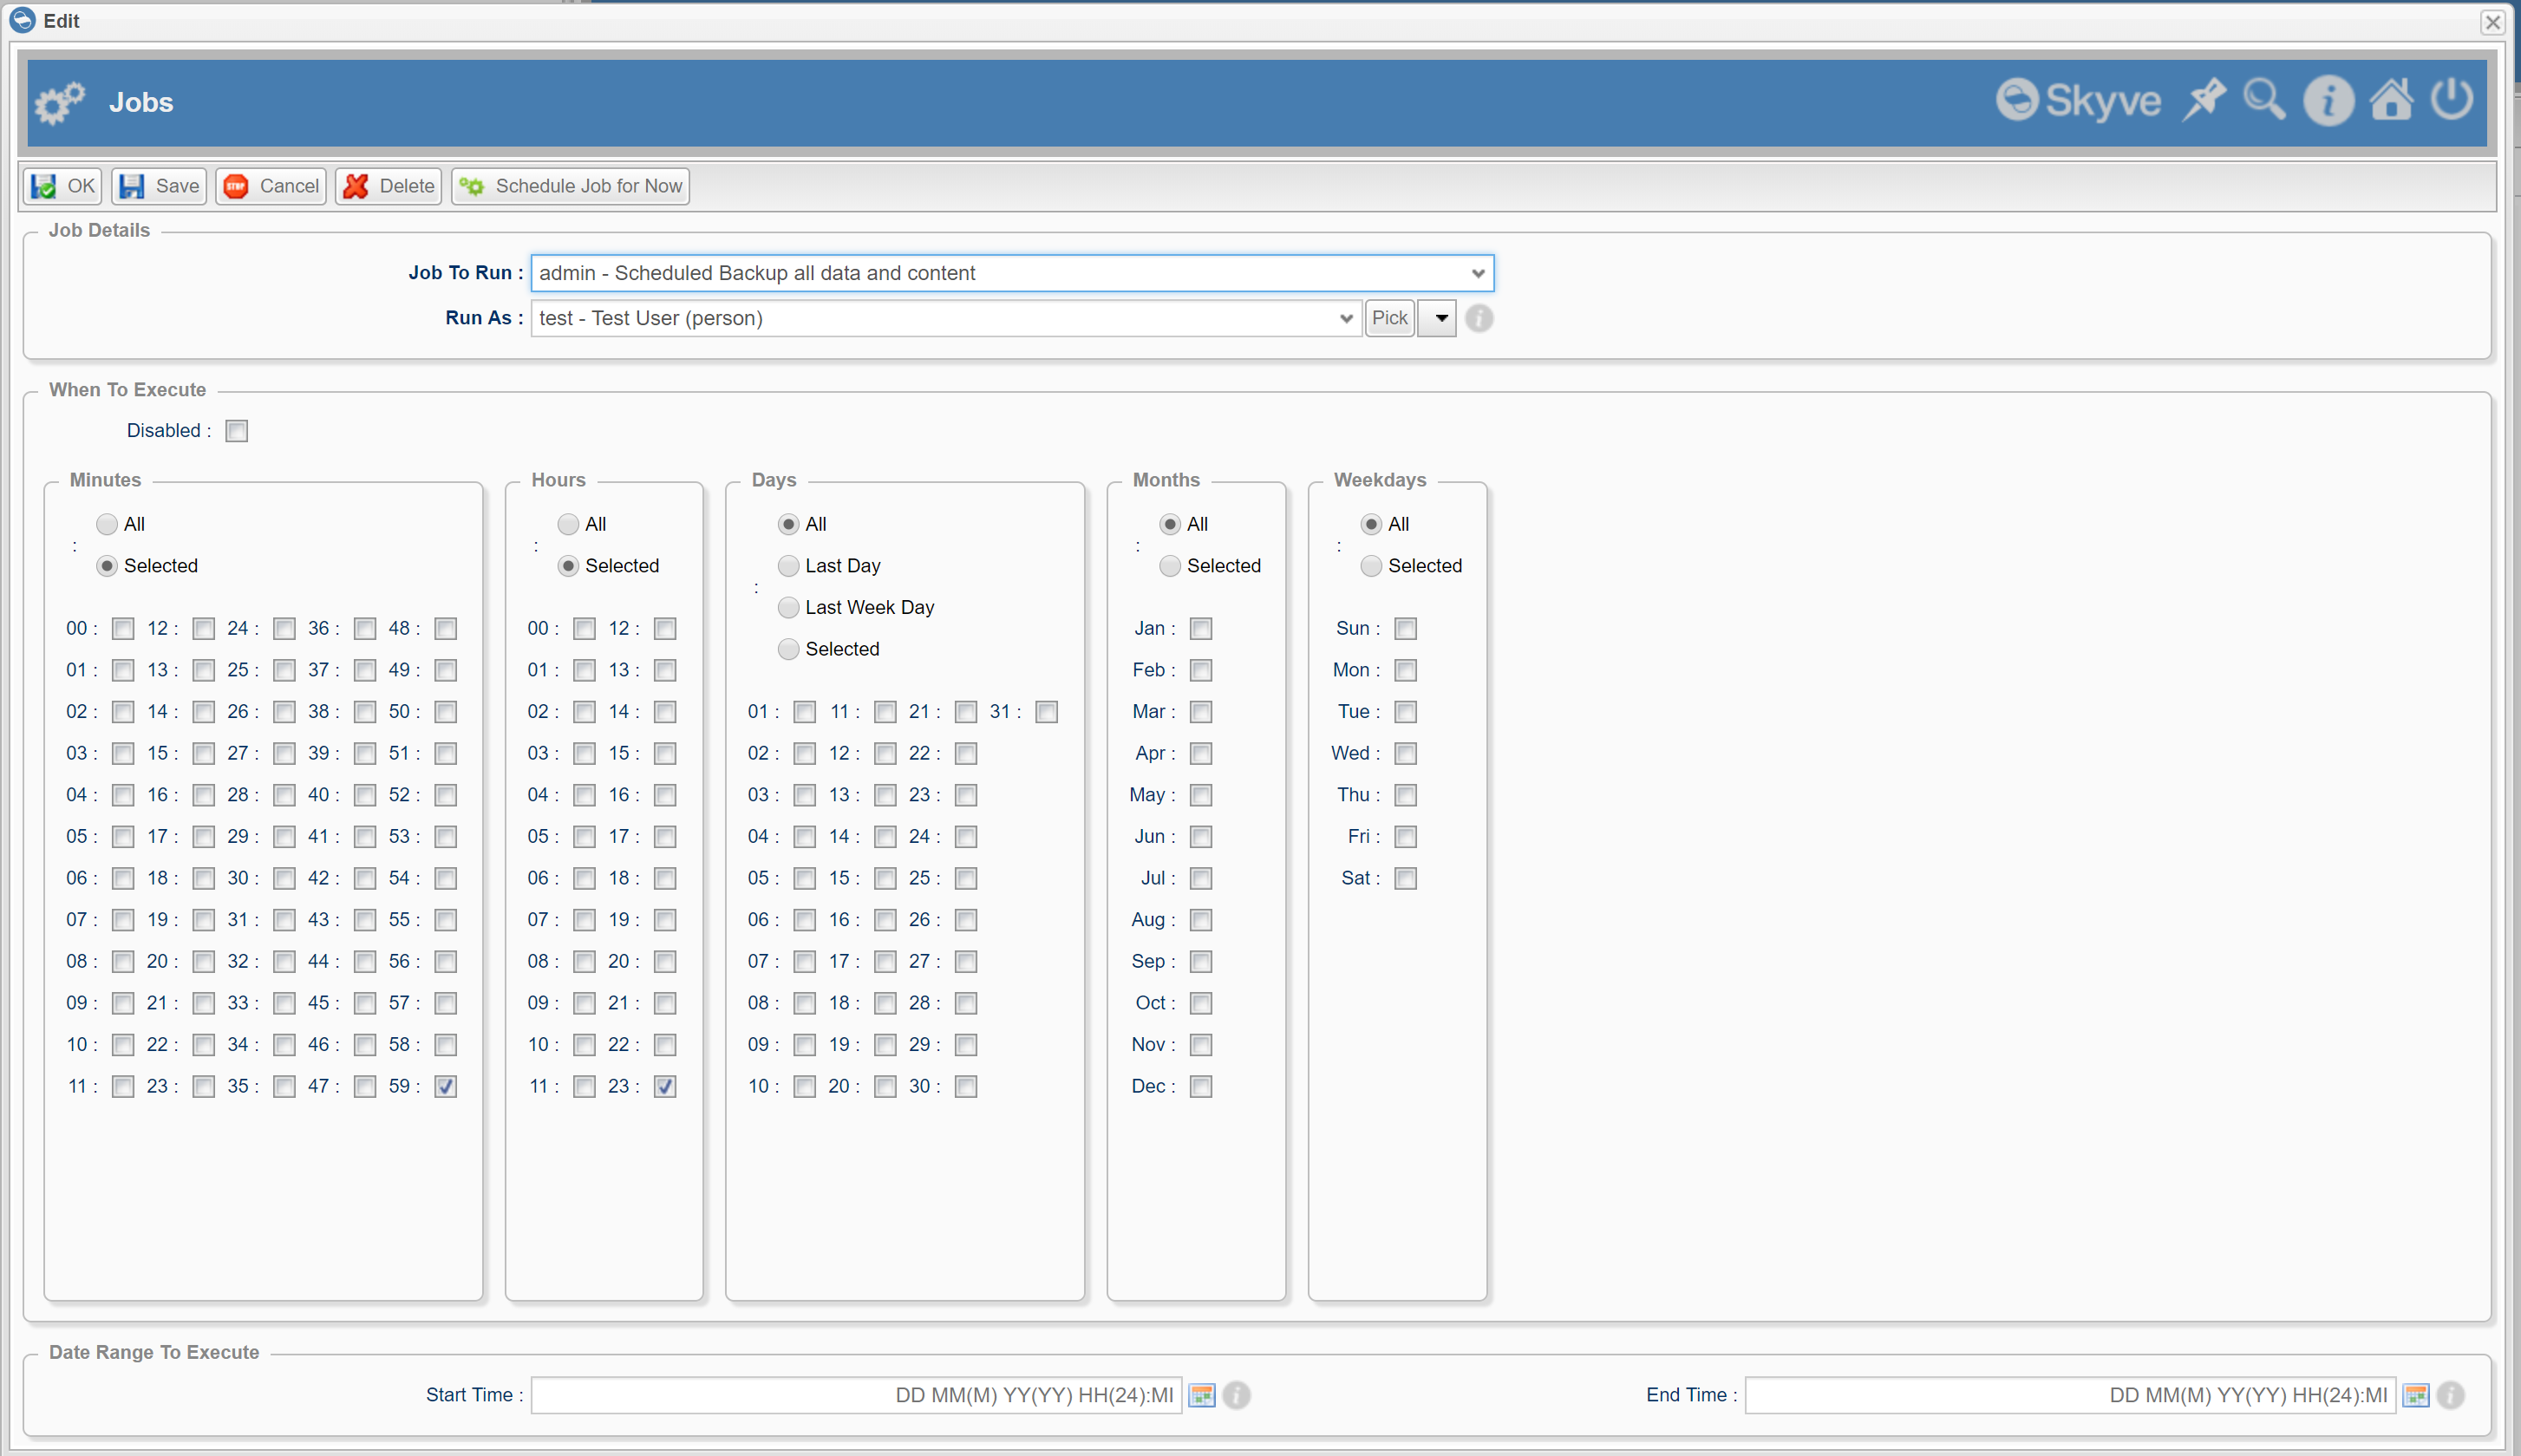 Edit
Jobs
Skyve
OK Save STOP Cancel Delete Schedule Job for Now
Job Details
Job To Run : admin - Scheduled Backup all data and content
Run As : test - Test User (person) Pick
When To Execute
Disabled :
Minutes Hours Days Months Weekdays
All All All All All
: : : :
Selected Selected Last Day Selected Selected
:
Last Week Day
00 : 12 : 24 : 36 : 48 : 00 : 12 : Jan : Sun :
Selected
01 : 13 : 25 : 37 : 49 : 01 : 13 : Feb : Mon :
02 : 14 : 26 : 38 : 50 : 02 : 14 : 01 : 11 : 21 : 31 : Mar : Tue :
03 : 15 : 27 : 39 : 51 : 03 : 15 : 02 : 12 : 22 : Apr : Wed :
04 : 16 : 28 : 40 : 52 : 04 : 16 : 03 : 13 : 23 : May : Thu :
05 : 17 : 29 : 41 : 53 : 05 : 17 : 04 : 14 : 24 : Jun : Fri :
06 : 18 : 30 : 42 : 54 : 06 : 18 : 05 : 15 : 25 : Jul : Sat :
07 : 19 : 31 : 43 : 55 : 07 : 19 : 06 : 16 : 26 : Aug :
08 : 20 : 32 : 44 : 56 : 08 : 20 : 07 : 17 : 27 : Sep :
09 : 21 : 33 : 45 : 57 : 09 : 21 : 08 : 18 : 28 : Oct :
10 : 22 : 34 : 46 : 58 : 10 : 22 : 09 : 19 : 29 : Nov :
11 : 23 : 35 : 47 : 59 : 11 : 23 : 10 : 20 : 30 : Dec :
Date Range To Execute
Start Time : DD MM(M) YY(YY) HH(24):MI End Time : DD MM(M) YY(YY) HH(24):MI